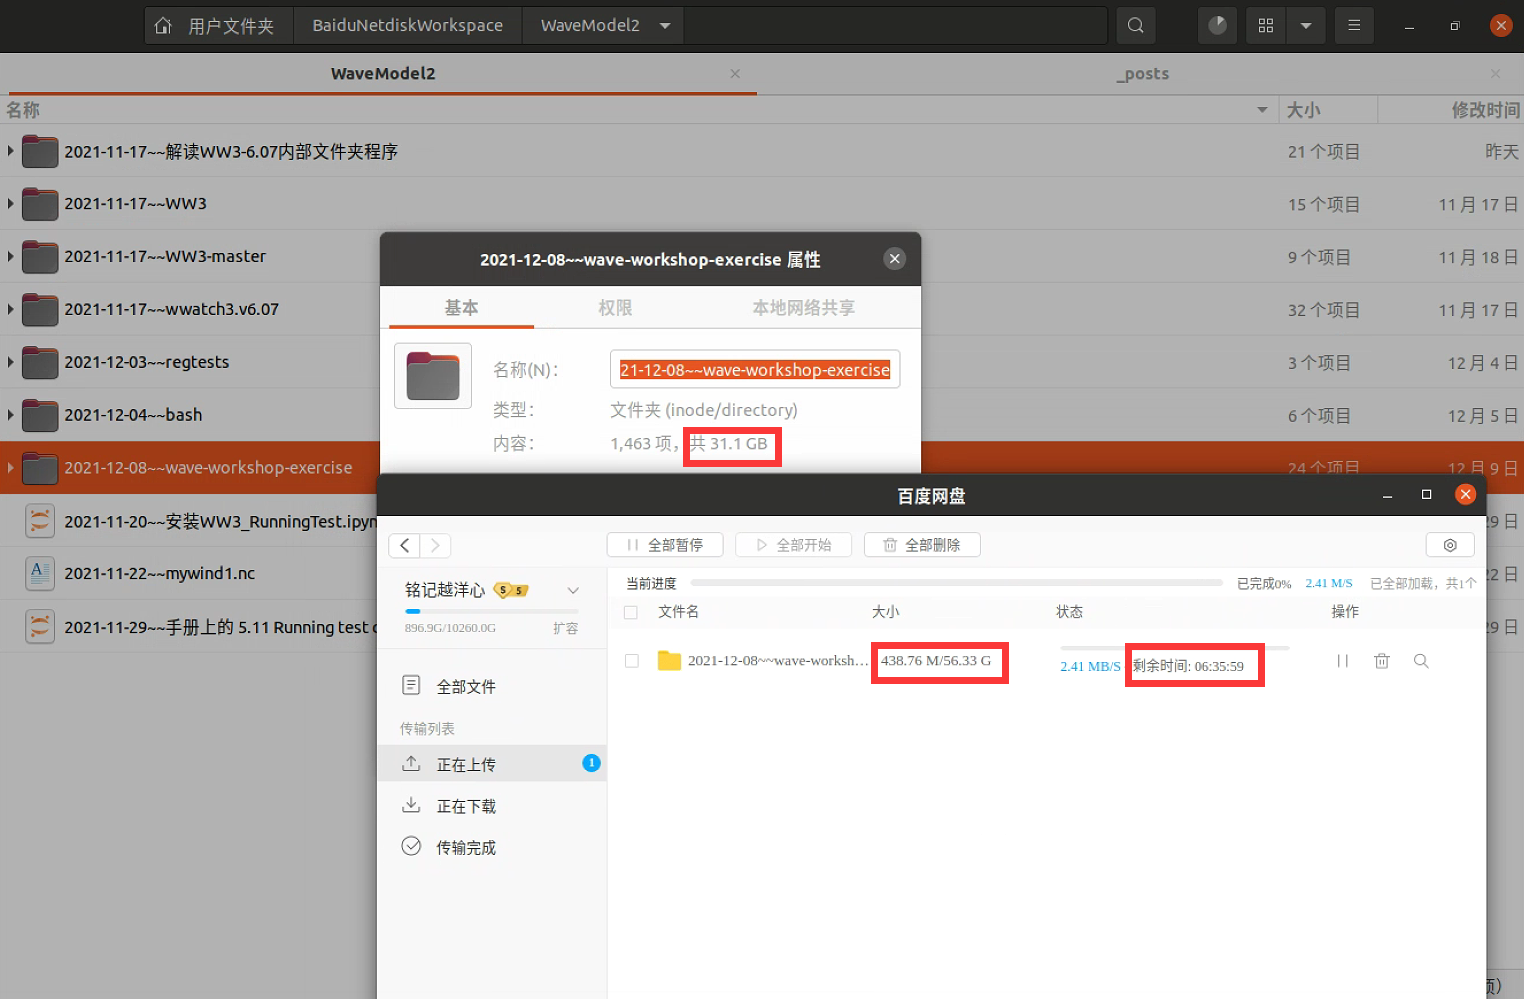 用户文件夹 BaiduNetdiskWorkspace WaveModel2
WaveModel2 _posts
名称 大小 修改时间
2021-11-17~~解读WW3-6.07内部文件夹程序 21 个项目 昨天
2021-11-17~~WW3 15 个项目 11 月 17 日
2021-11-17~~WW3-master 9 个项目 11 月 18 日
2021-11-17~~wwatch3.v6.07 32 个项目 11 月 17 日
2021-12-03~~regtests 3 个项目 12 月 4 日
2021-12-04~~bash 6 个项目 12 月 5 日
2021-12-08~~wave-workshop-exercise 24 个项目 12 月 9 日
2021-11-20~~安装WW3_RunningTest.ipyn 29 日
2021-11-22~~mywind1.nc 22 日
2021-11-29~~手册上的 5.11 Running test 29 日
2021-12-08~~wave-workshop-exercise 属性
基本 权限 本地网络共享
名称(N)： 21-12-08~~wave-workshop-exercise
类型： 文件夹 (inode/directory)
内容： 1,463 项，共 31.1 GB
百度网盘
全部暂停 全部开始 全部删除
铭记越洋心 S 5
896.9G/10260.0G 扩容
全部文件
传输列表
正在上传 1
正在下载
传输完成
当前进度 已完成0% 2.41 M/S 已全部加载，共1个
文件名 大小 状态 操作
2021-12-08~~wave-worksh... 438.76 M/56.33 G 2.41 MB/S 剩余时间: 06:35:59